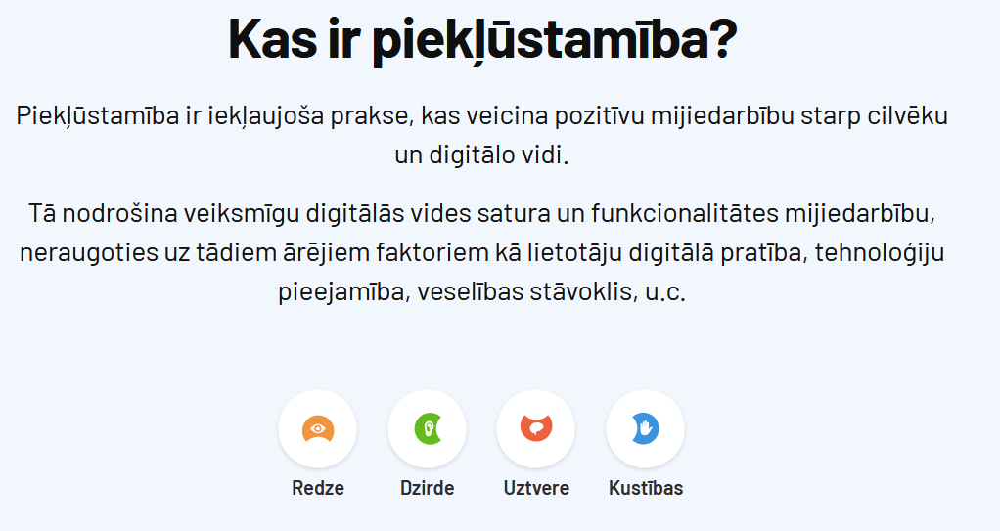 Kas ir piekļūstamība?
Piekļūstamība ir iekļaujoša prakse, kas veicina pozitīvu mijiedarbību starp cilvēku
un digitālo vidi.
Tā nodrošina veiksmīgu digitālās vides satura un funkcionalitātes mijiedarbību,
neraugoties uz tādiem ārējiem faktoriem kā lietotāju digitālā pratība, tehnoloģiju
pieejamība, veselības stāvoklis, u.c.
Redze
Dzirde
Uztvere
Kustības